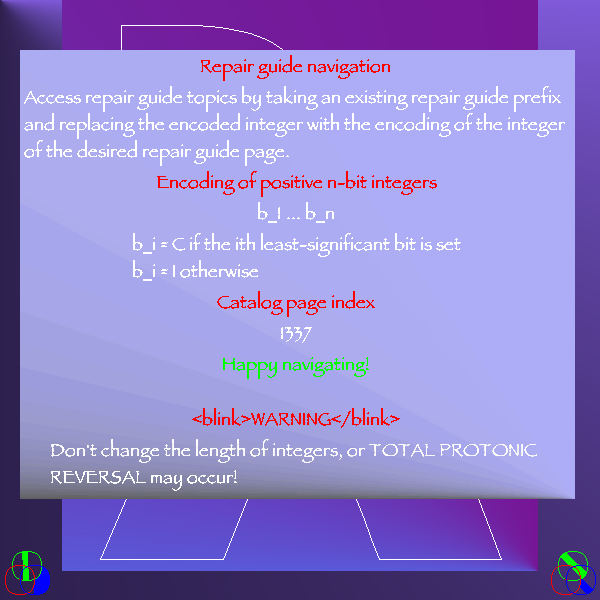 Repair guide navigation
Access repair guide topics by taking an existing repair guide prefix
and replacing the encoded integer with the encoding of the integer
of the desired repair guide page.
Encoding of positive n-bit integers
b_1 ... b_n
b_i = C if the ith least-significant bit is set
b_i = I otherwise
Catalog page index
1337
Happy navigating!
<blink>WARNING</blink>
Don't change the length of integers, or TOTAL PROTONIC
REVERSAL may occur!